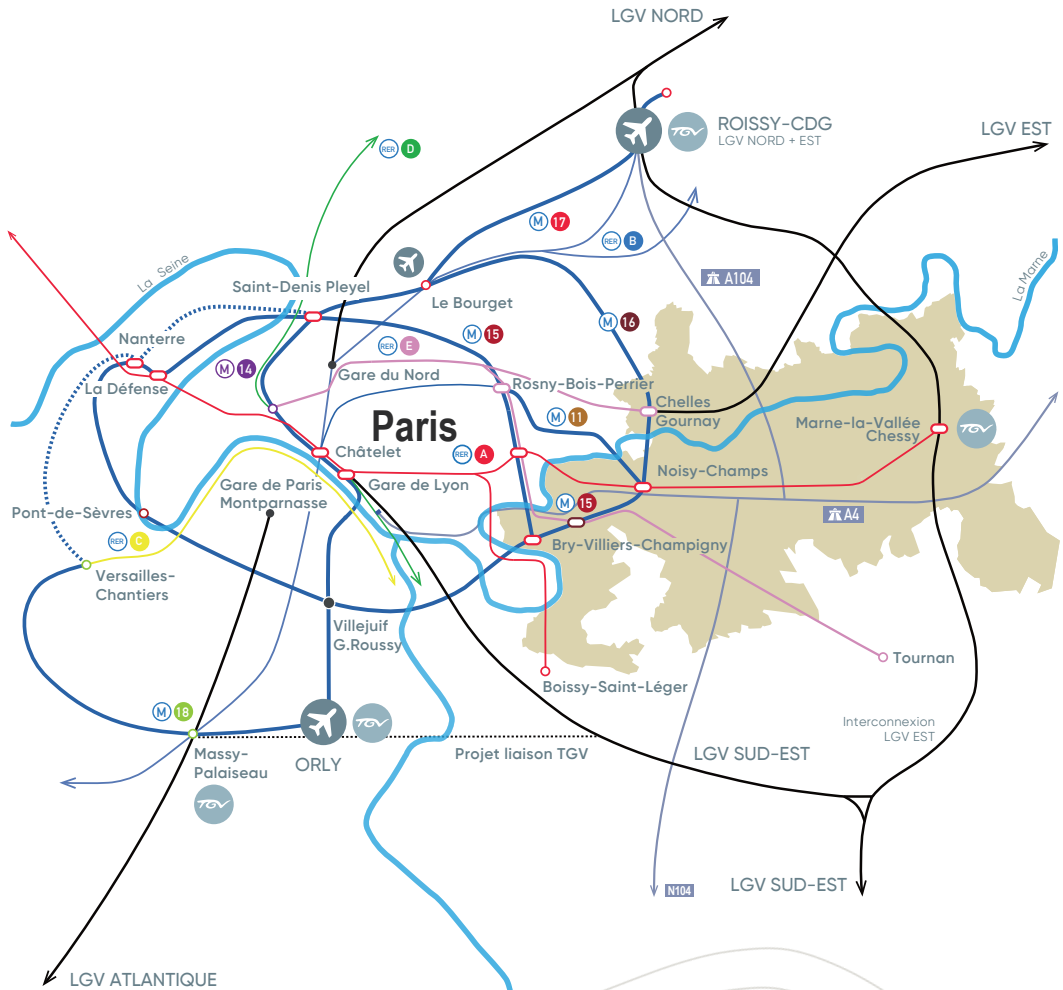 LGV NORD
ROISSY-CDG
LGV NORD + EST
TGV
LGV EST
RER D
M 17
RER B
La Seine
A104
La Marne
Saint-Denis Pleyel
Le Bourget
M 16
M 15
Nanterre
RER E
M 14
Gare du Nord
La Défense
Rosny-Bois-Perrier
Chelles
Gournay
M 11
Paris
Marne-la-Vallée
Chessy
TGV
Châtelet
RER A
Noisy-Champs
Gare de Lyon
Gare de Paris
Montparnasse
M 15
Pont-de-Sèvres
A4
RER C
Bry-Villiers-Champigny
Versailles-
Chantiers
Villejuif
G.Roussy
Tournan
Boissy-Saint-Léger
M 18
TGV
Interconnexion
LGV EST
Massy-
Palaiseau
ORLY
Projet liaison TGV
LGV SUD-EST
TGV
LGV SUD-EST
N104
LGV ATLANTIQUE